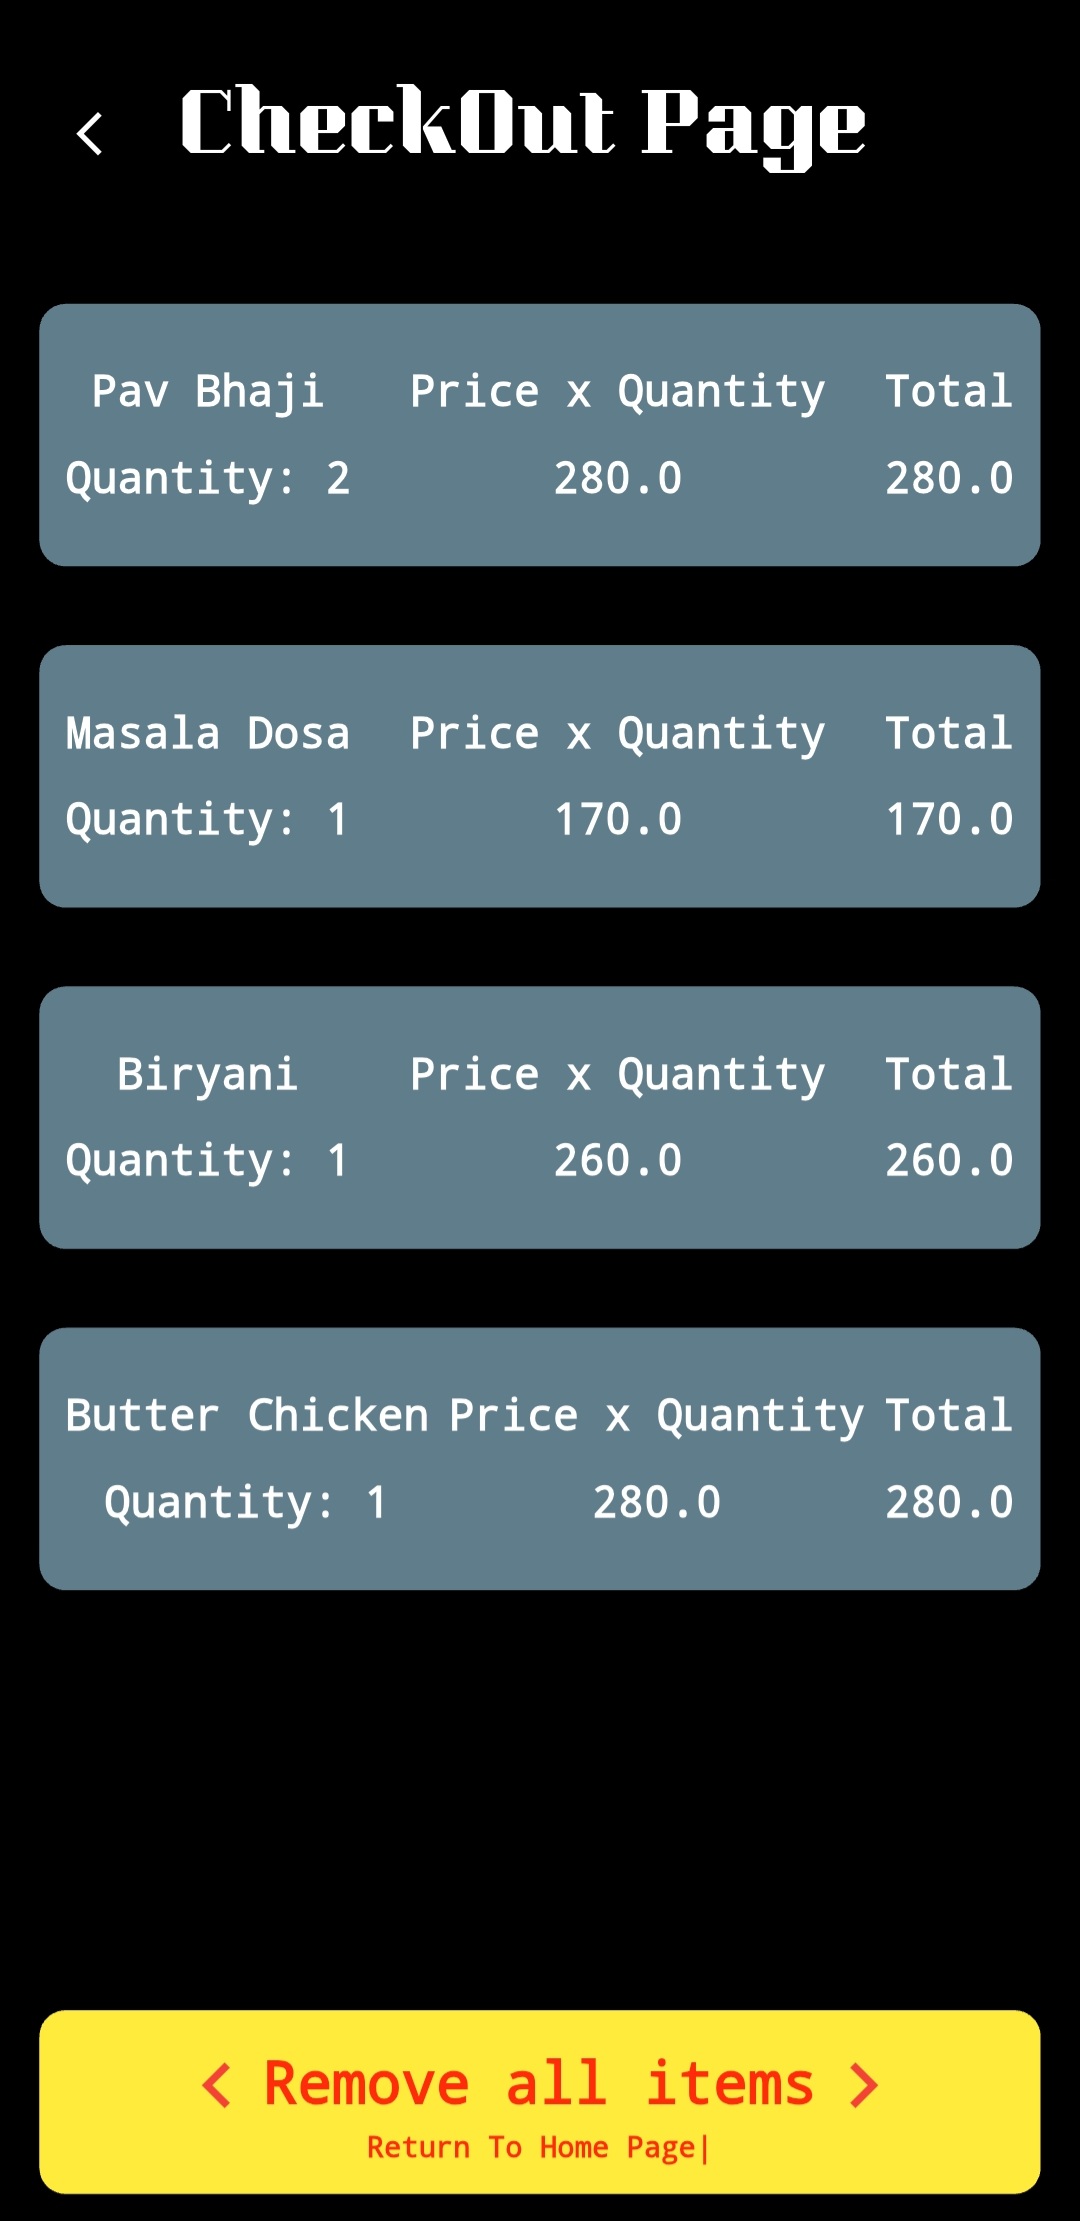 CheckOut Page
Pav Bhaji Price x Quantity Total
Quantity: 2 280.0 280.0
Masala Dosa Price x Quantity Total
Quantity: 1 170.0 170.0
Biryani Price x Quantity Total
Quantity: 1 260.0 260.0
Butter Chicken Price x Quantity Total
Quantity: 1 280.0 280.0
Remove all items
Return To Home Page|